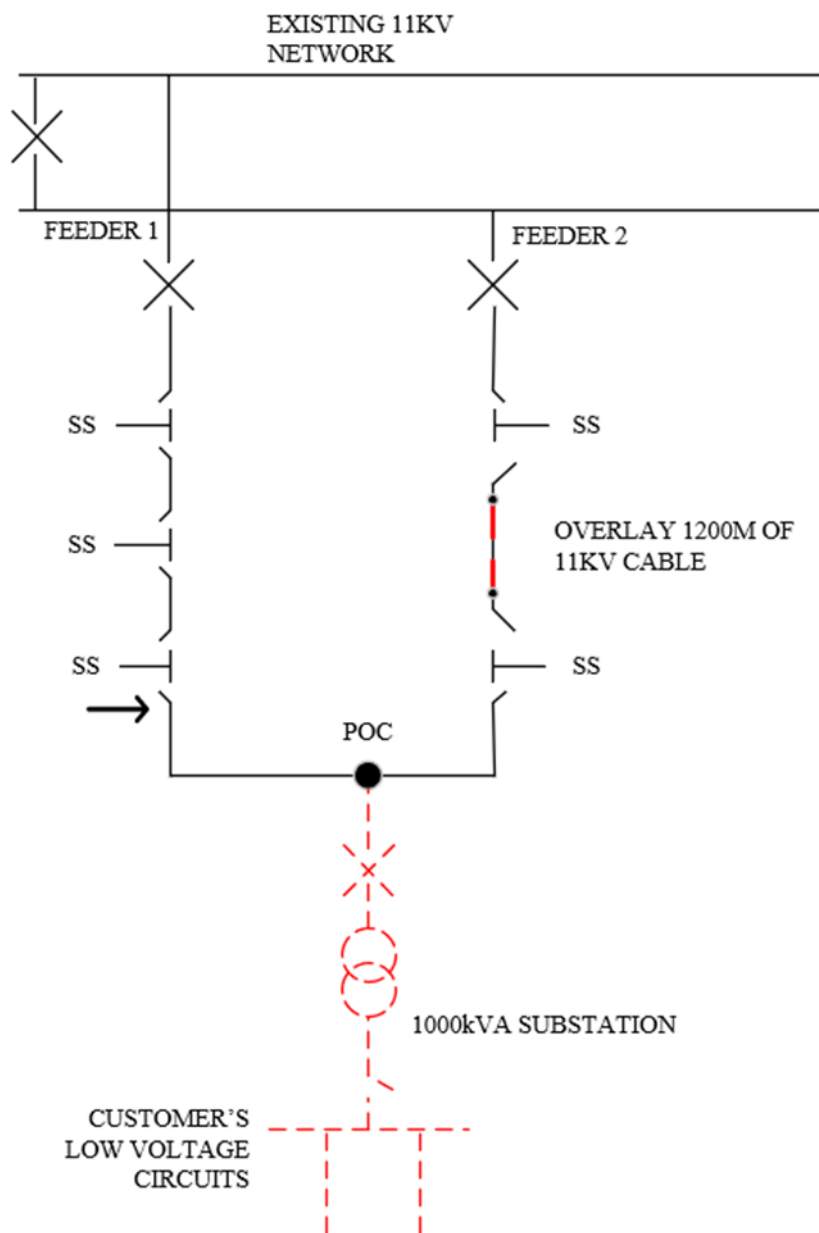 EXISTING 11KV
NETWORK
FEEDER 1
FEEDER 2
SS
SS
SS
OVERLAY 1200M OF
11KV CABLE
SS
SS
POC
1000kVA SUBSTATION
CUSTOMER'S
LOW VOLTAGE
CIRCUITS